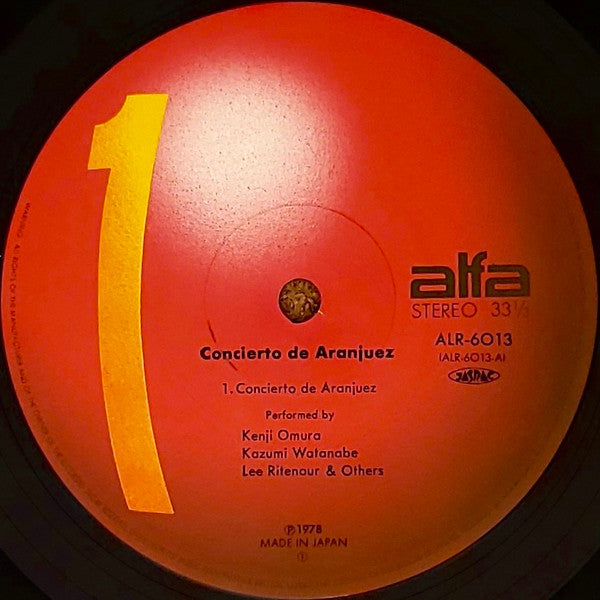 1
alfa
STEREO 33⅓
ALR-6013
(ALR-6013-A)
JASRAC
Concierto de Aranjuez
1. Concierto de Aranjuez
Performed by
Kenji Omura
Kazumi Watanabe
Lee Ritenour & Others
℗1978
MADE IN JAPAN
①